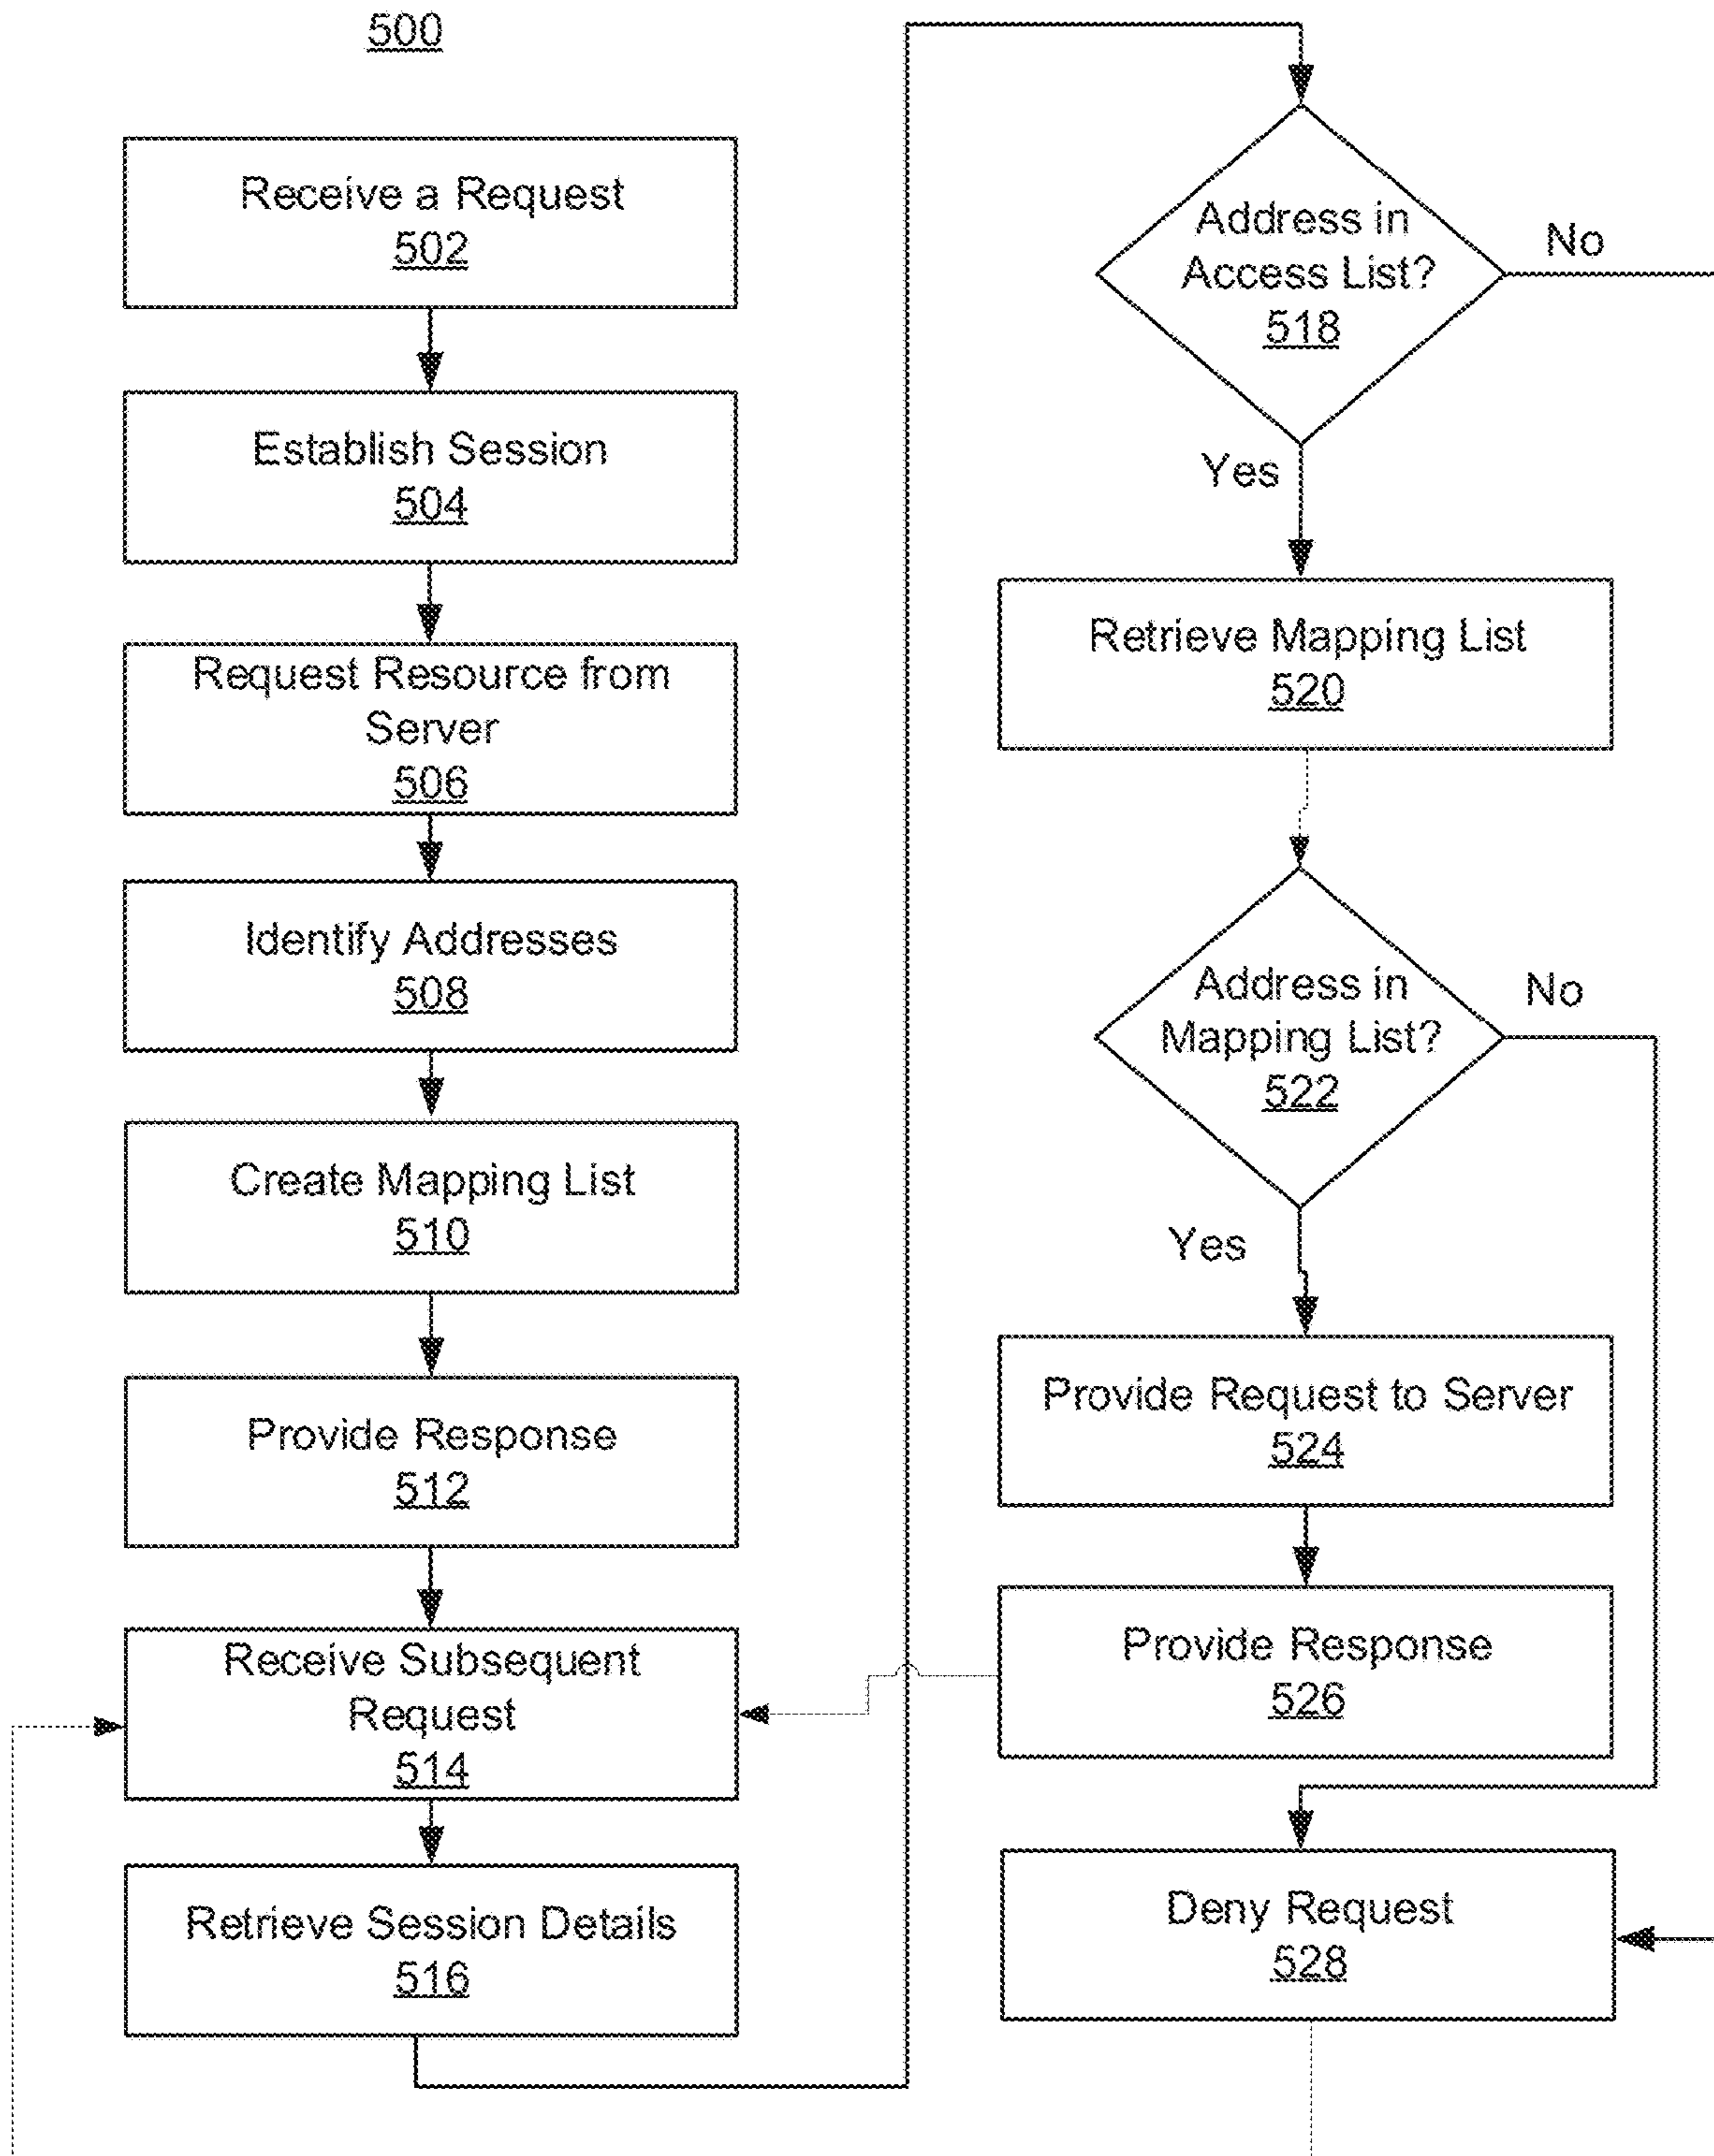 500
Receive a Request
502
Establish Session
504
Request Resource from
Server
506
Identify Addresses
508
Create Mapping List
510
Provide Response
512
Receive Subsequent
Request
514
Retrieve Session Details
516
Address in
Access List?
518
No
Yes
Retrieve Mapping List
520
Address in
Mapping List?
522
No
Yes
Provide Request to Server
524
Provide Response
526
Deny Request
528